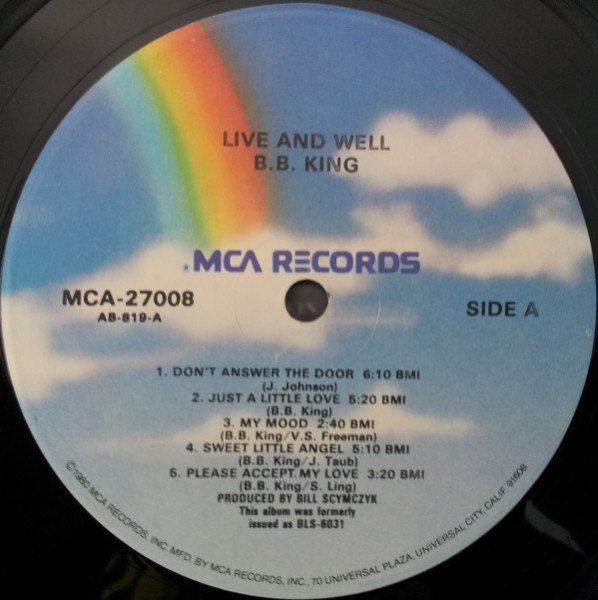 LIVE AND WELL
B.B. KING
MCA RECORDS
MCA-27008
AB-819-A
SIDE A
1. DON'T ANSWER THE DOOR 6:10 BMI
(J. Johnson)
2. JUST A LITTLE LOVE 5:20 BMI
(B.B. King)
3. MY MOOD 2:40 BMI
(B.B. King/V.S. Freeman)
4. SWEET LITTLE ANGEL 5:10 BMI
(B.B. King/J. Taub)
5. PLEASE ACCEPT MY LOVE 3:20 BMI
(B.B. King/S. Ling)
PRODUCED BY BILL SCYMCZYK
This album was formerly
issued as BLS-6031
©1980 MCA RECORDS, INC. MFD. BY MCA RECORDS, INC., 70 UNIVERSAL PLAZA, UNIVERSAL CITY, CALIF. 91608